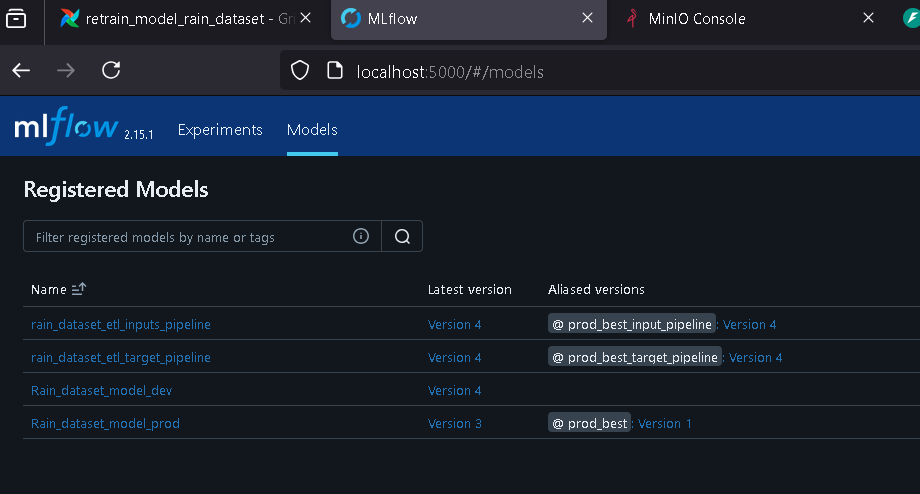 retrain_model_rain_dataset - Gr
MLflow
MinIO Console
localhost:5000/#/models
mlflow 2.15.1
Experiments
Models
Registered Models
Filter registered models by name or tags
Name
Latest version
Aliased versions
rain_dataset_etl_inputs_pipeline
Version 4
@ prod_best_input_pipeline: Version 4
rain_dataset_etl_target_pipeline
Version 4
@ prod_best_target_pipeline: Version 4
Rain_dataset_model_dev
Version 4
Rain_dataset_model_prod
Version 3
@ prod_best: Version 1